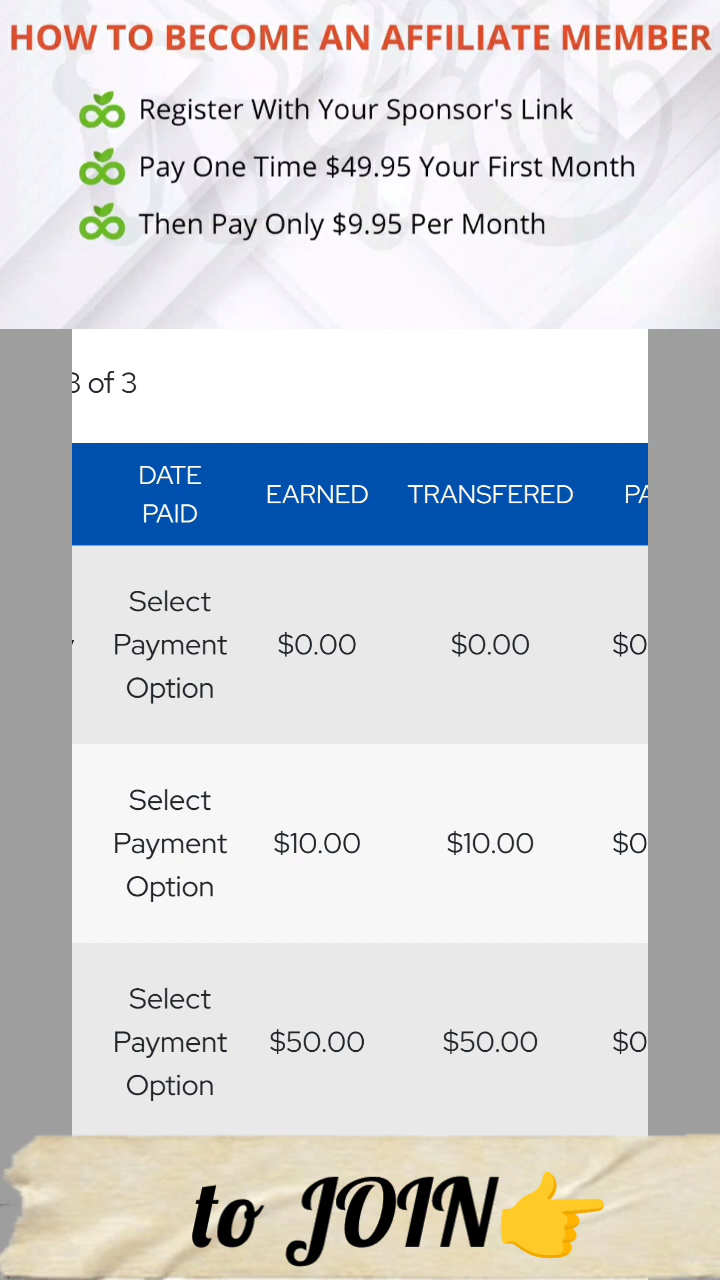 HOW TO BECOME AN AFFILIATE MEMBER
Register With Your Sponsor's Link
Pay One Time $49.95 Your First Month
Then Pay Only $9.95 Per Month
3 of 3
DATE PAID EARNED TRANSFERED
Select Payment Option $0.00 $0.00
Select Payment Option $10.00 $10.00
Select Payment Option $50.00 $50.00
to JOIN